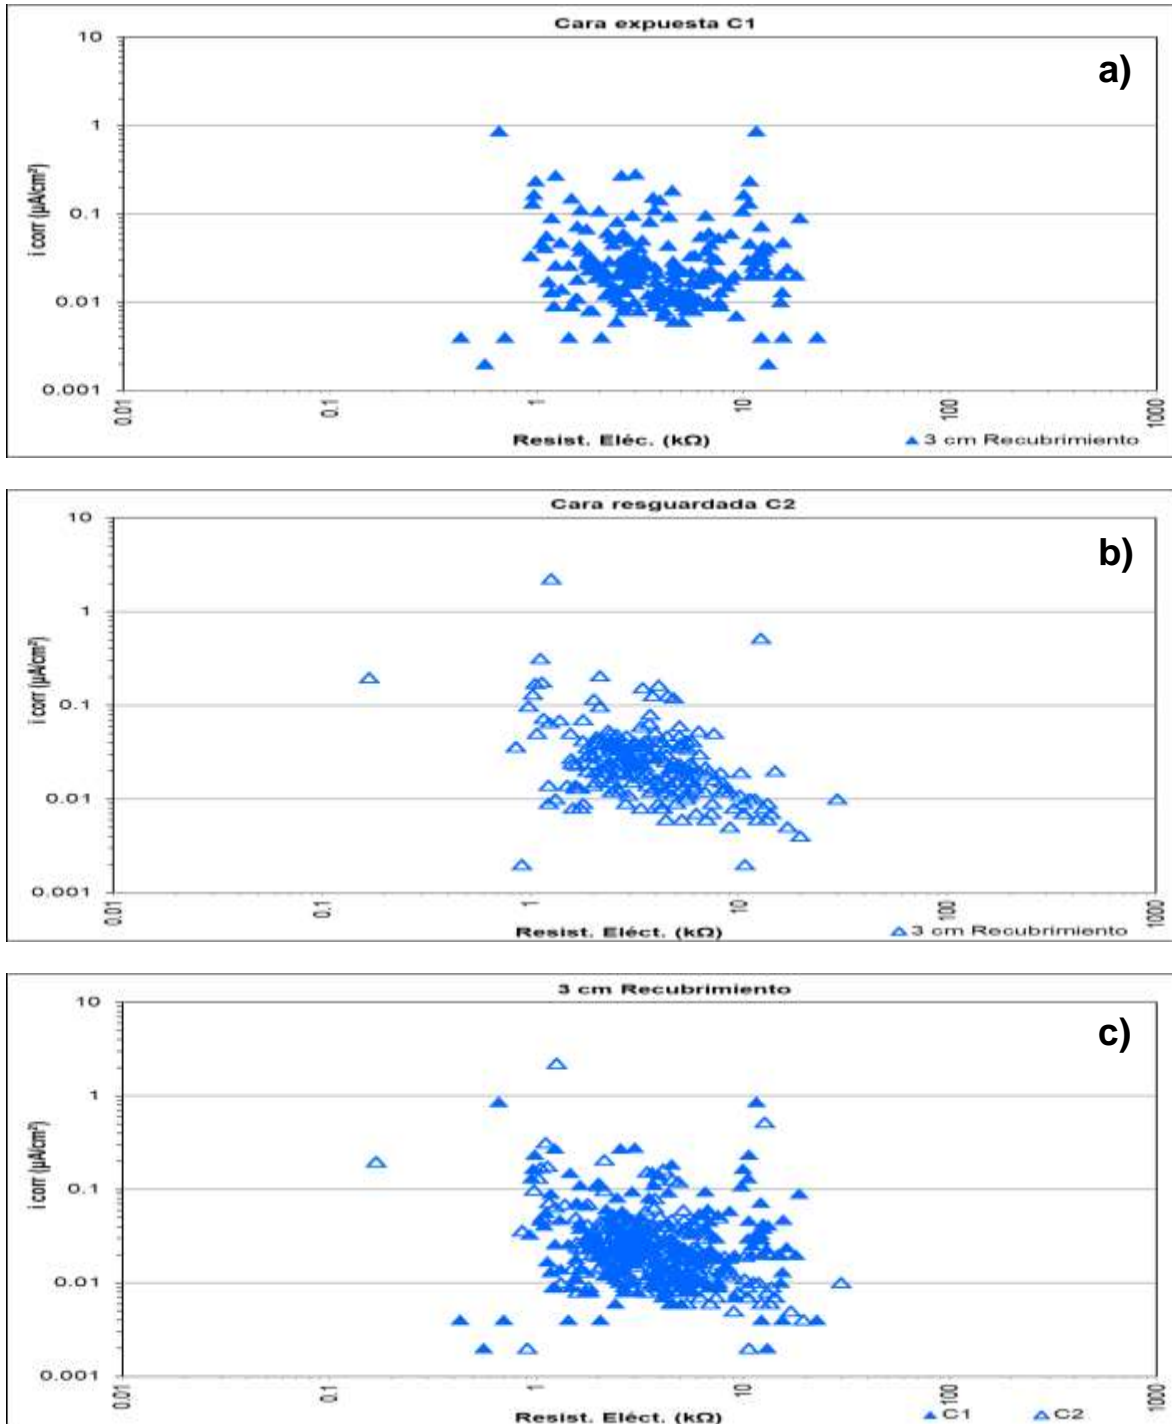 Cara expuesta C1
a)
10
1
0.1
0.01
0.001
i corr (µA/cm²)
0.01
0.1
1
10
100
1000
Resist. Eléc. (kΩ)
3 cm Recubrimiento
Cara resguardada C2
b)
10
1
0.1
0.01
0.001
i corr (µA/cm²)
0.01
0.1
1
10
100
1000
Resist. Eléct. (kΩ)
3 cm Recubrimiento
3 cm Recubrimiento
c)
10
1
0.1
0.01
0.001
i corr (µA/cm²)
0.01
0.1
1
10
100
1000
Resist. Eléct. (kΩ)
C1
C2